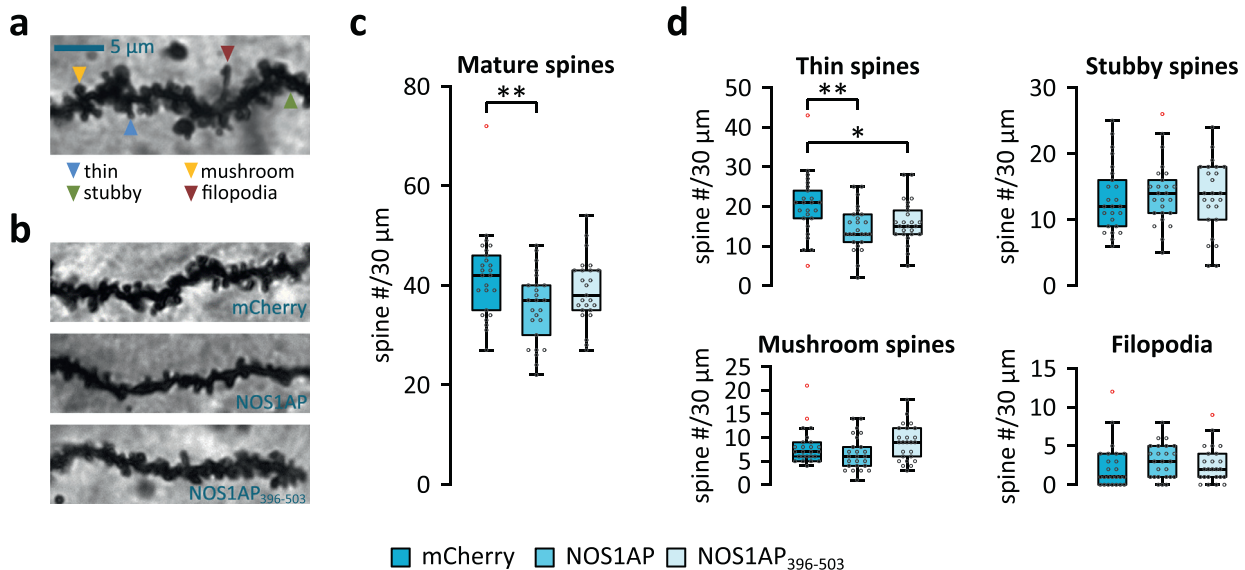 a
5 µm
thin
mushroom
stubby
filopodia
b
mCherry
NOS1AP
NOS1AP396-503
c
Mature spines
spine #/30 µm
80
60
40
20
0
**
d
Thin spines
spine #/30 µm
50
40
30
20
10
0
**
*
Stubby spines
spine #/30 µm
30
20
10
0
Mushroom spines
spine #/30 µm
25
20
15
10
5
0
Filopodia
spine #/30 µm
15
10
5
0
mCherry NOS1AP NOS1AP396-503